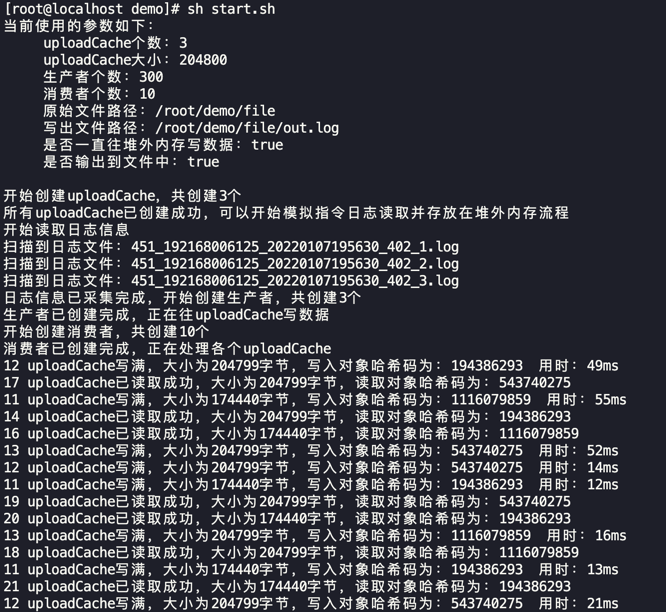 [root@localhost demo]# sh start.sh
当前使用的参数如下：
uploadCache个数：3
uploadCache大小：204800
生产者个数：300
消费者个数：10
原始文件路径：/root/demo/file
写出文件路径：/root/demo/file/out.log
是否一直往堆外内存写数据：true
是否输出到文件中：true
开始创建uploadCache，共创建3个
所有uploadCache已创建成功，可以开始模拟指令日志读取并存放在堆外内存流程
开始读取日志信息
扫描到日志文件：451_192168006125_20220107195630_402_1.log
扫描到日志文件：451_192168006125_20220107195630_402_2.log
扫描到日志文件：451_192168006125_20220107195630_402_3.log
日志信息已采集完成，开始创建生产者，共创建3个
生产者已创建完成，正在往uploadCache写数据
开始创建消费者，共创建10个
消费者已创建完成，正在处理各个uploadCache
12 uploadCache写满，大小为204799字节，写入对象哈希码为：194386293 用时：49ms
17 uploadCache已读取成功，大小为204799字节，读取对象哈希码为：543740275
11 uploadCache写满，大小为174440字节，写入对象哈希码为：1116079859 用时：55ms
14 uploadCache已读取成功，大小为204799字节，读取对象哈希码为：194386293
16 uploadCache已读取成功，大小为174440字节，读取对象哈希码为：1116079859
13 uploadCache写满，大小为204799字节，写入对象哈希码为：543740275 用时：52ms
12 uploadCache写满，大小为204799字节，写入对象哈希码为：543740275 用时：14ms
11 uploadCache写满，大小为174440字节，写入对象哈希码为：194386293 用时：12ms
19 uploadCache已读取成功，大小为204799字节，读取对象哈希码为：543740275
20 uploadCache已读取成功，大小为174440字节，读取对象哈希码为：194386293
13 uploadCache写满，大小为204799字节，写入对象哈希码为：1116079859 用时：16ms
18 uploadCache已读取成功，大小为204799字节，读取对象哈希码为：1116079859
11 uploadCache写满，大小为174440字节，写入对象哈希码为：194386293 用时：13ms
21 uploadCache已读取成功，大小为174440字节，读取对象哈希码为：194386293
12 uploadCache写满，大小为204799字节，写入对象哈希码为：543740275 用时：21ms